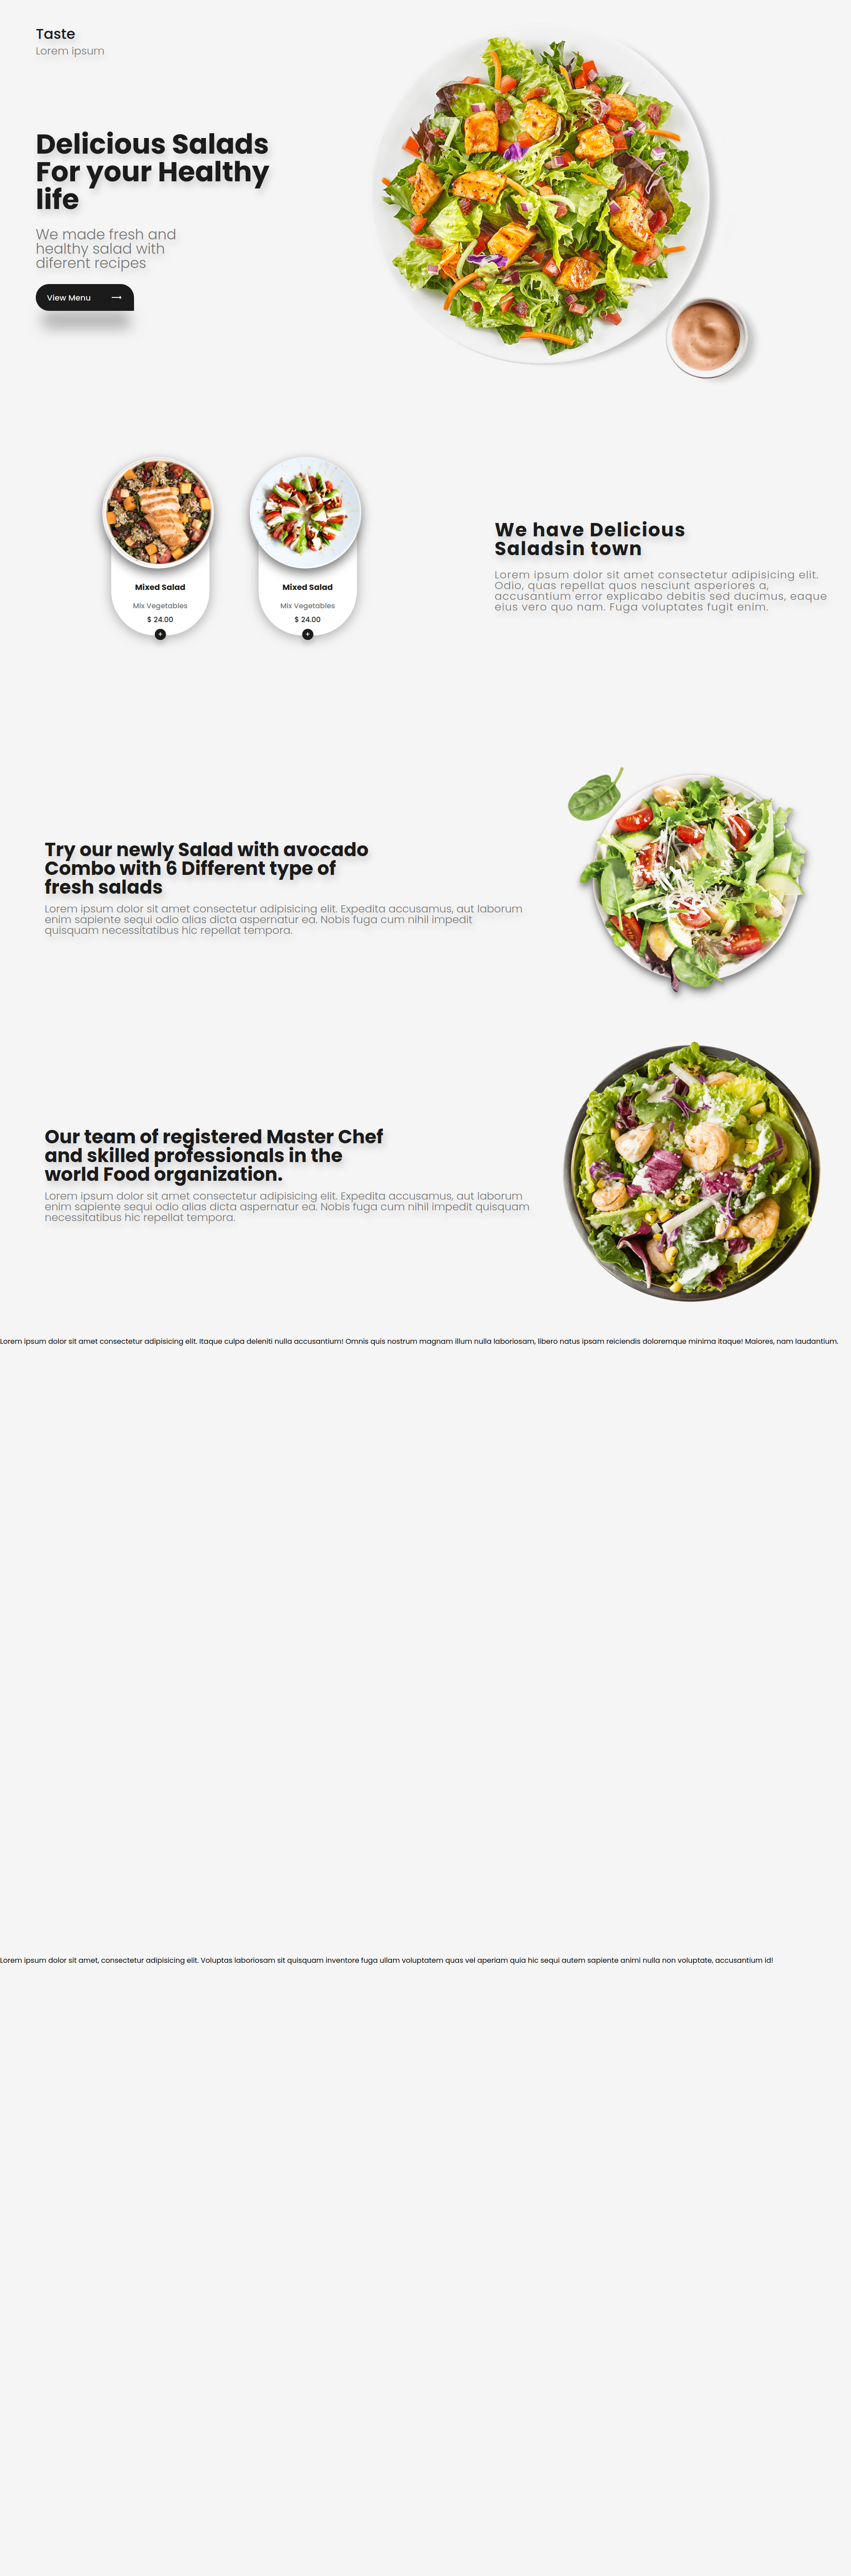 Taste
Lorem ipsum
Delicious Salads
For your Healthy
life
We made fresh and
healthy salad with
diferent recipes
View Menu ⟶
Mixed Salad
Mix Vegetables
$ 24.00
+
Mixed Salad
Mix Vegetables
$ 24.00
+
We have Delicious
Saladsin town
Lorem ipsum dolor sit amet consectetur adipisicing elit.
Odio, quas repellat quos nesciunt asperiores a,
accusantium error explicabo debitis sed ducimus, eaque
eius vero quo nam. Fuga voluptates fugit enim.
Try our newly Salad with avocado
Combo with 6 Different type of
fresh salads
Lorem ipsum dolor sit amet consectetur adipisicing elit. Expedita accusamus, aut laborum
enim sapiente sequi odio alias dicta aspernatur ea. Nobis fuga cum nihil impedit
quisquam necessitatibus hic repellat tempora.
Our team of registered Master Chef
and skilled professionals in the
world Food organization.
Lorem ipsum dolor sit amet consectetur adipisicing elit. Expedita accusamus, aut laborum
enim sapiente sequi odio alias dicta aspernatur ea. Nobis fuga cum nihil impedit quisquam
necessitatibus hic repellat tempora.
Lorem ipsum dolor sit amet consectetur adipisicing elit. Itaque culpa deleniti nulla accusantium! Omnis quis nostrum magnam illum nulla laboriosam, libero natus ipsam reiciendis doloremque minima itaque! Maiores, nam laudantium.
Lorem ipsum dolor sit amet, consectetur adipisicing elit. Voluptas laboriosam sit quisquam inventore fuga ullam voluptatem quas vel aperiam quia hic sequi autem sapiente animi nulla non voluptate, accusantium id!